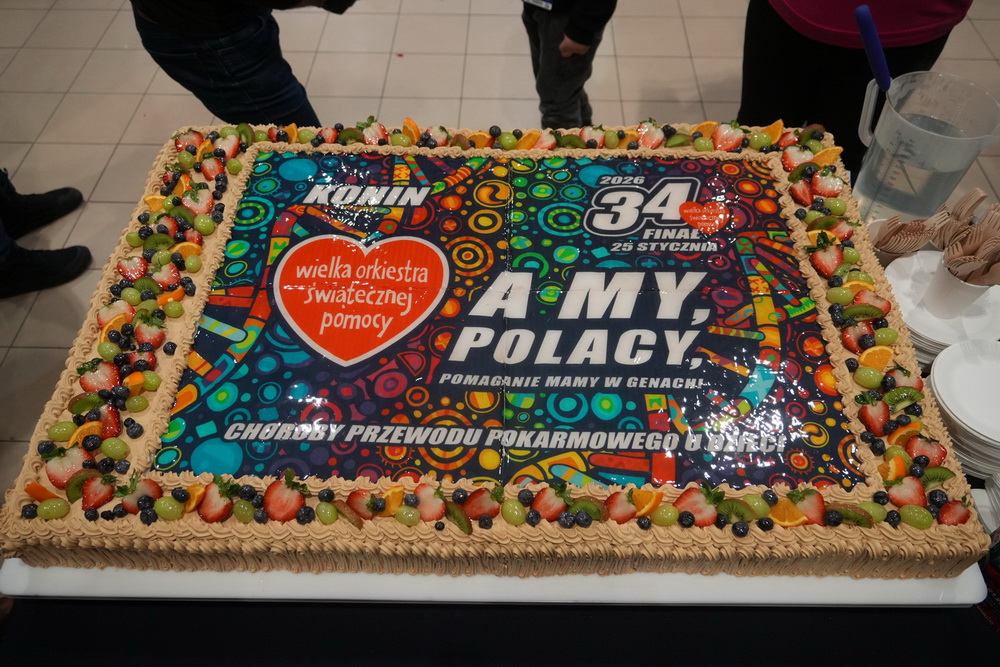 KONIN
wielka orkiestra
świątecznej
pomocy
2026
34
FINAŁ
25 STYCZNIA
A MY,
POLACY,
POMAGANIE MAMY W GENACH!
CHOROBY PRZEWODU POKARMOWEGO U DZIECI